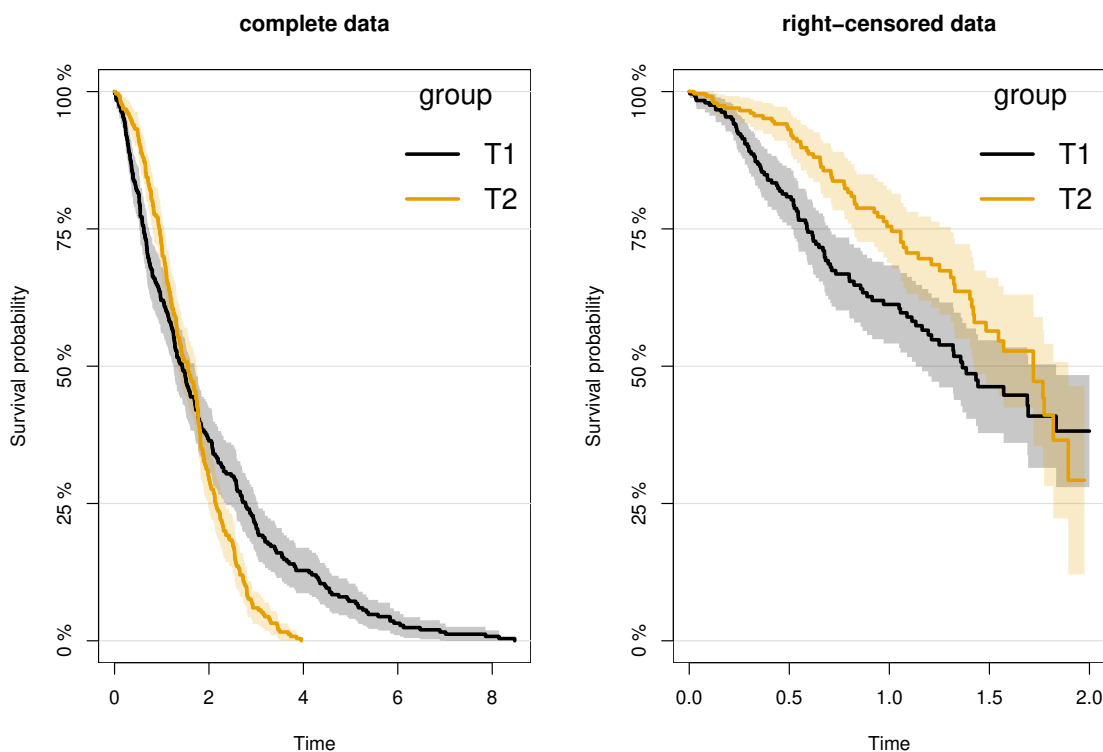 complete data
group
T1
T2
Survival probability
100 %
75 %
50 %
25 %
0 %
0 2 4 6 8
Time
right−censored data
group
T1
T2
Survival probability
100 %
75 %
50 %
25 %
0 %
0.0 0.5 1.0 1.5 2.0
Time